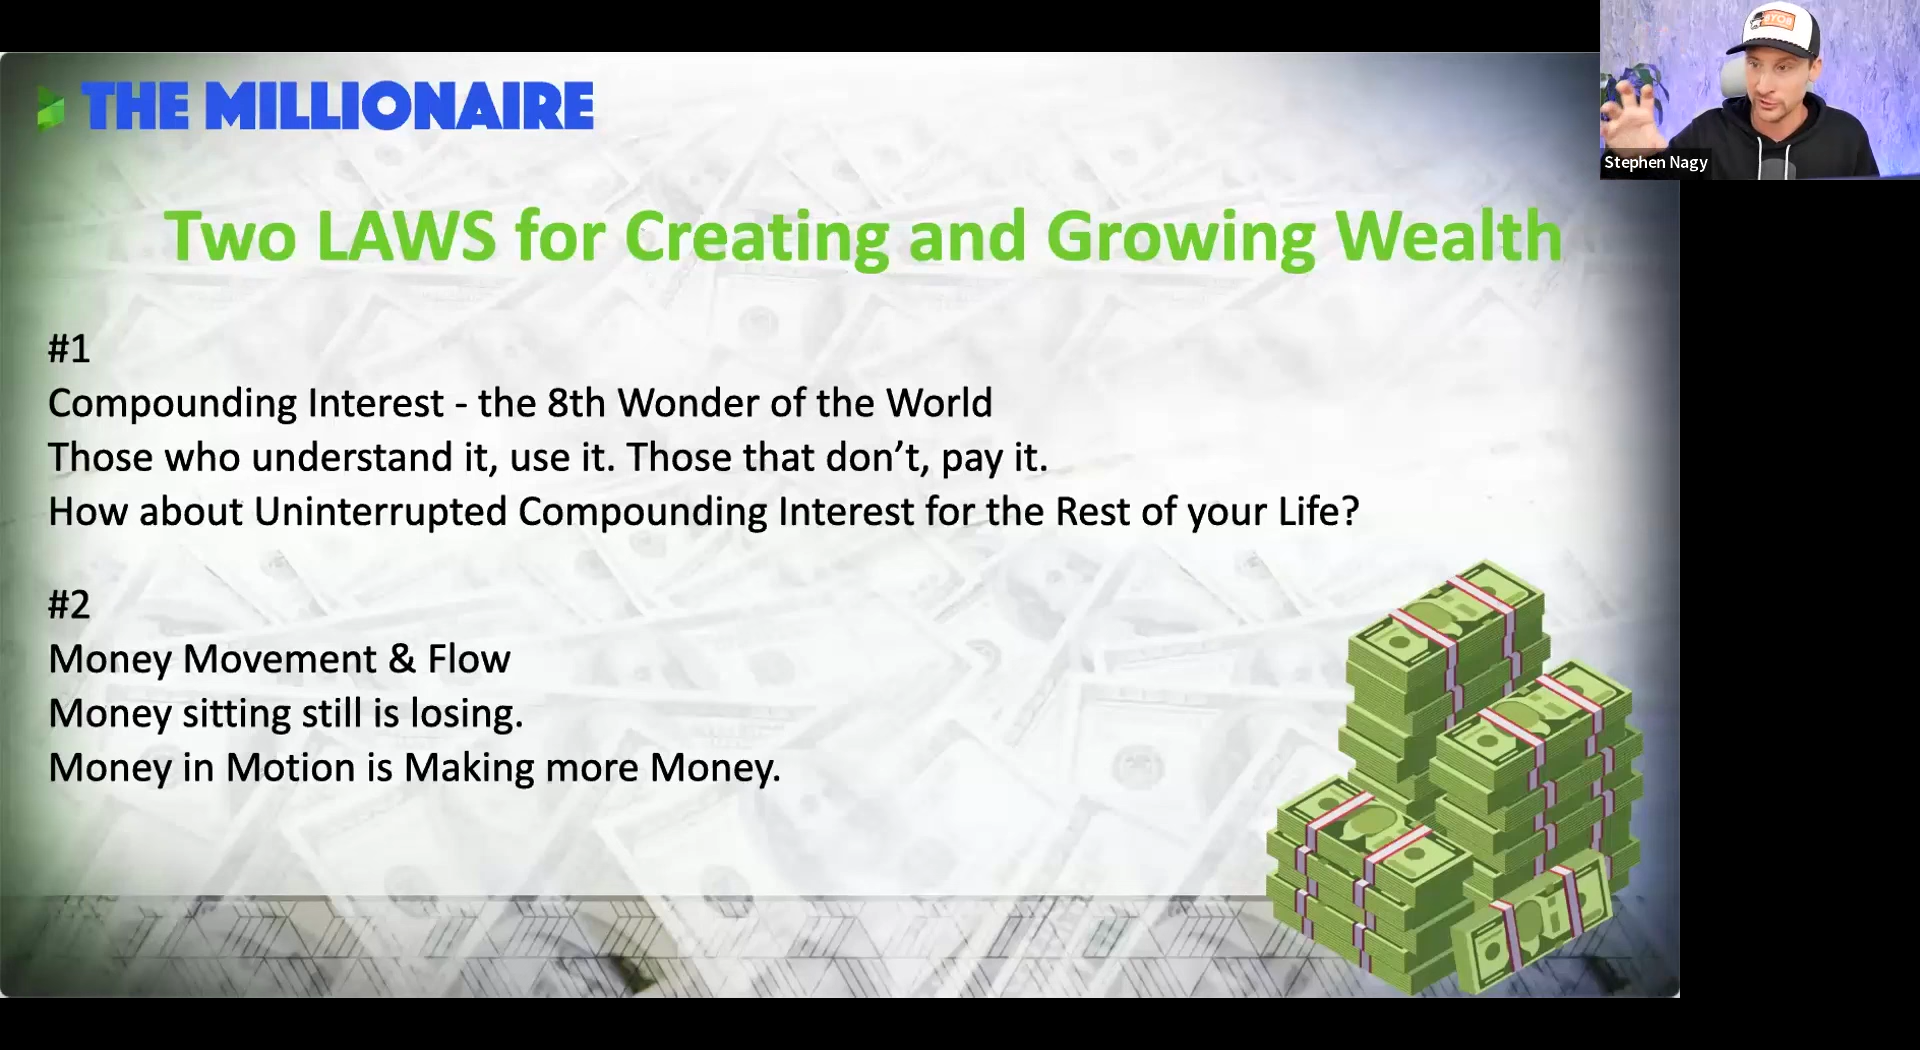 THE MILLIONAIRE
Stephen Nagy
Two LAWS for Creating and Growing Wealth
#1
Compounding Interest - the 8th Wonder of the World
Those who understand it, use it. Those that don’t, pay it.
How about Uninterrupted Compounding Interest for the Rest of your Life?
#2
Money Movement & Flow
Money sitting still is losing.
Money in Motion is Making more Money.